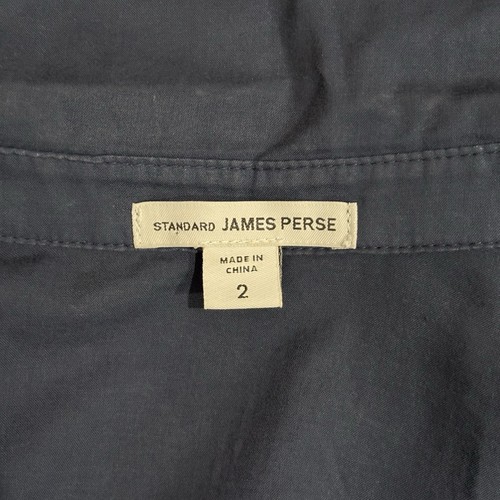 STANDARD JAMES PERSE
MADE IN
CHINA
2